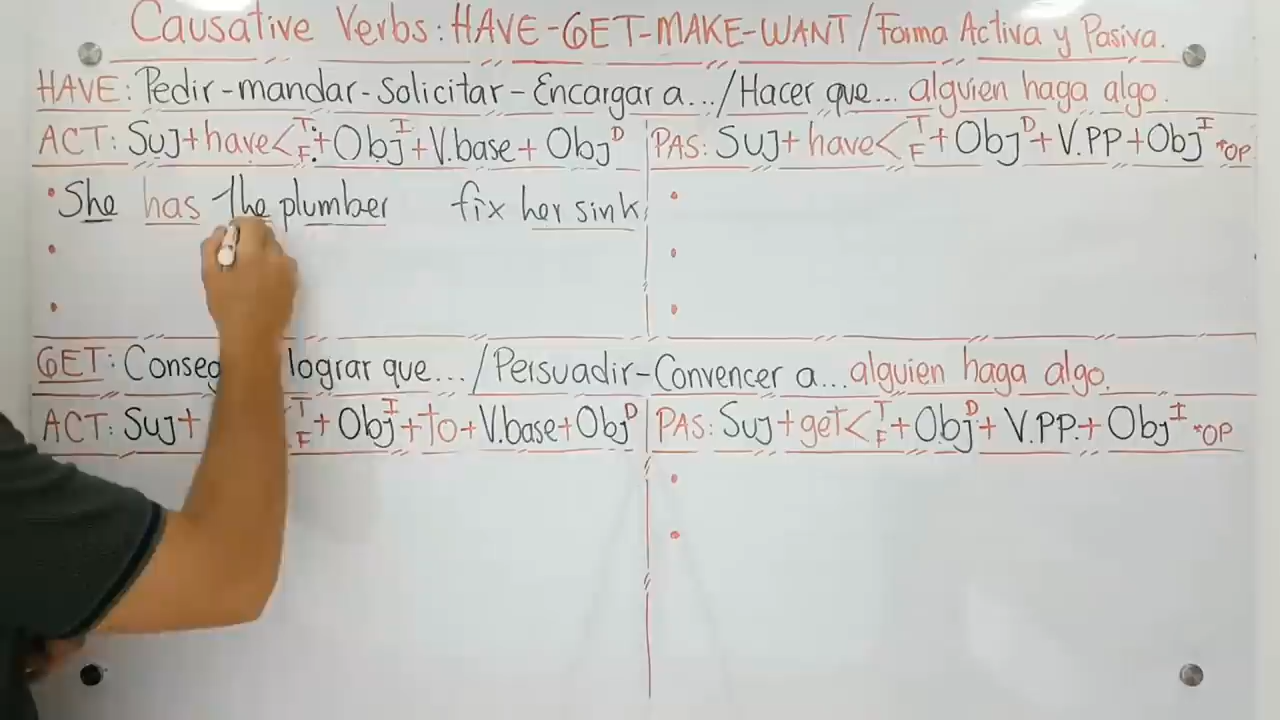 Causative Verbs: HAVE-GET-MAKE-WANT/Forma Activa y Pasiva.
HAVE: Pedir-mandar-Solicitar-Encargar a.../Hacer que... alguien haga algo.
ACT: Suj+have<T F:+Obj I+V.base+Obj D
PAS: Suj+have<T F+Obj D+V.PP+Obj I *OP
• She has the plumber fix her sink.
GET: Conseg lograr que.../Persuadir-Convencer a...alguien haga algo.
ACT: Suj+ T F+Obj I+to+V.base+Obj D
PAS: Suj+get<T F+Obj D+V.PP.+Obj I *OP